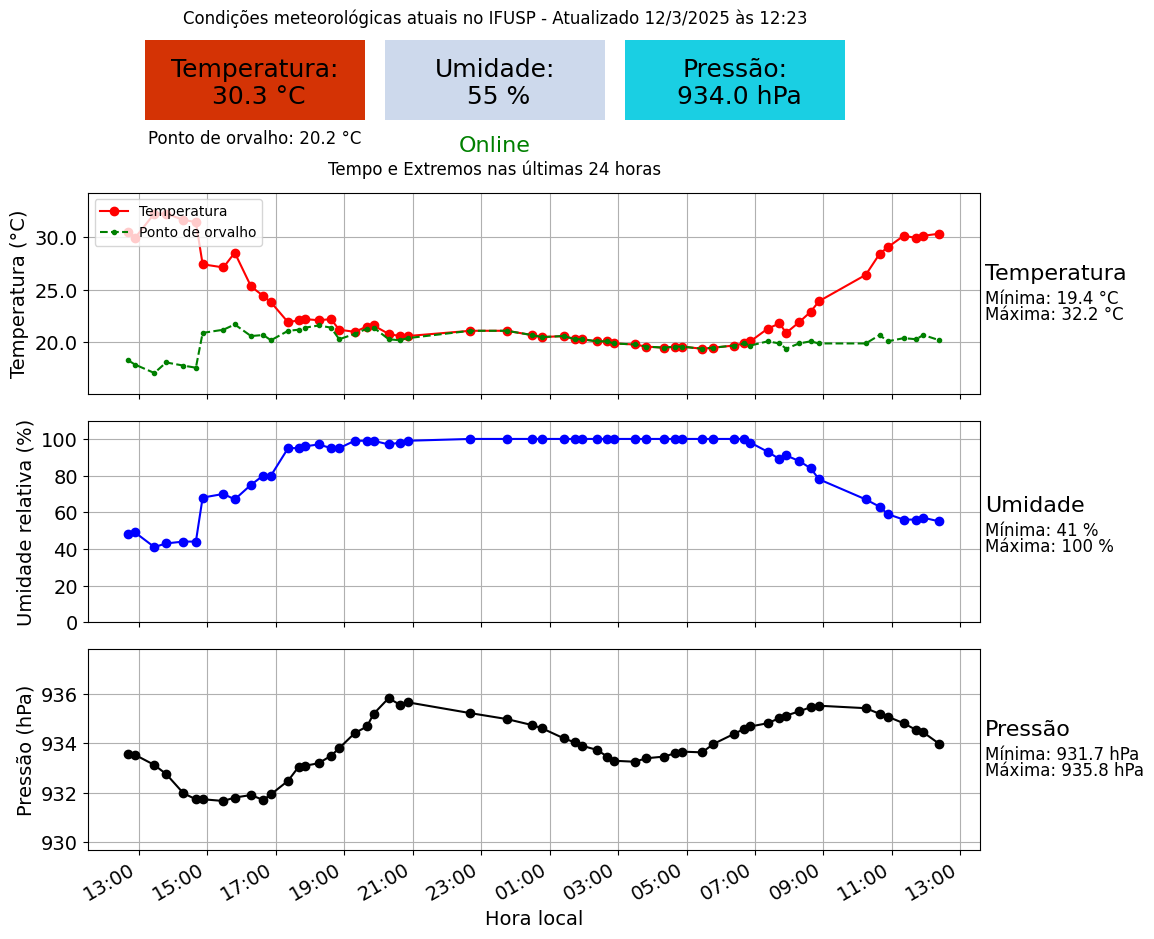 Condições meteorológicas atuais no IFUSP - Atualizado 12/3/2025 às 12:23
Temperatura:
30.3 °C
Umidade:
55 %
Pressão:
934.0 hPa
Ponto de orvalho: 20.2 °C
Online
Tempo e Extremos nas últimas 24 horas
Temperatura (°C)
30.0
25.0
20.0
Temperatura
Ponto de orvalho
Temperatura
Mínima: 19.4 °C
Máxima: 32.2 °C
Umidade relativa (%)
100
80
60
40
20
0
Umidade
Mínima: 41 %
Máxima: 100 %
Pressão (hPa)
936
934
932
930
Pressão
Mínima: 931.7 hPa
Máxima: 935.8 hPa
13:00
15:00
17:00
19:00
21:00
23:00
01:00
03:00
05:00
07:00
09:00
11:00
13:00
Hora local